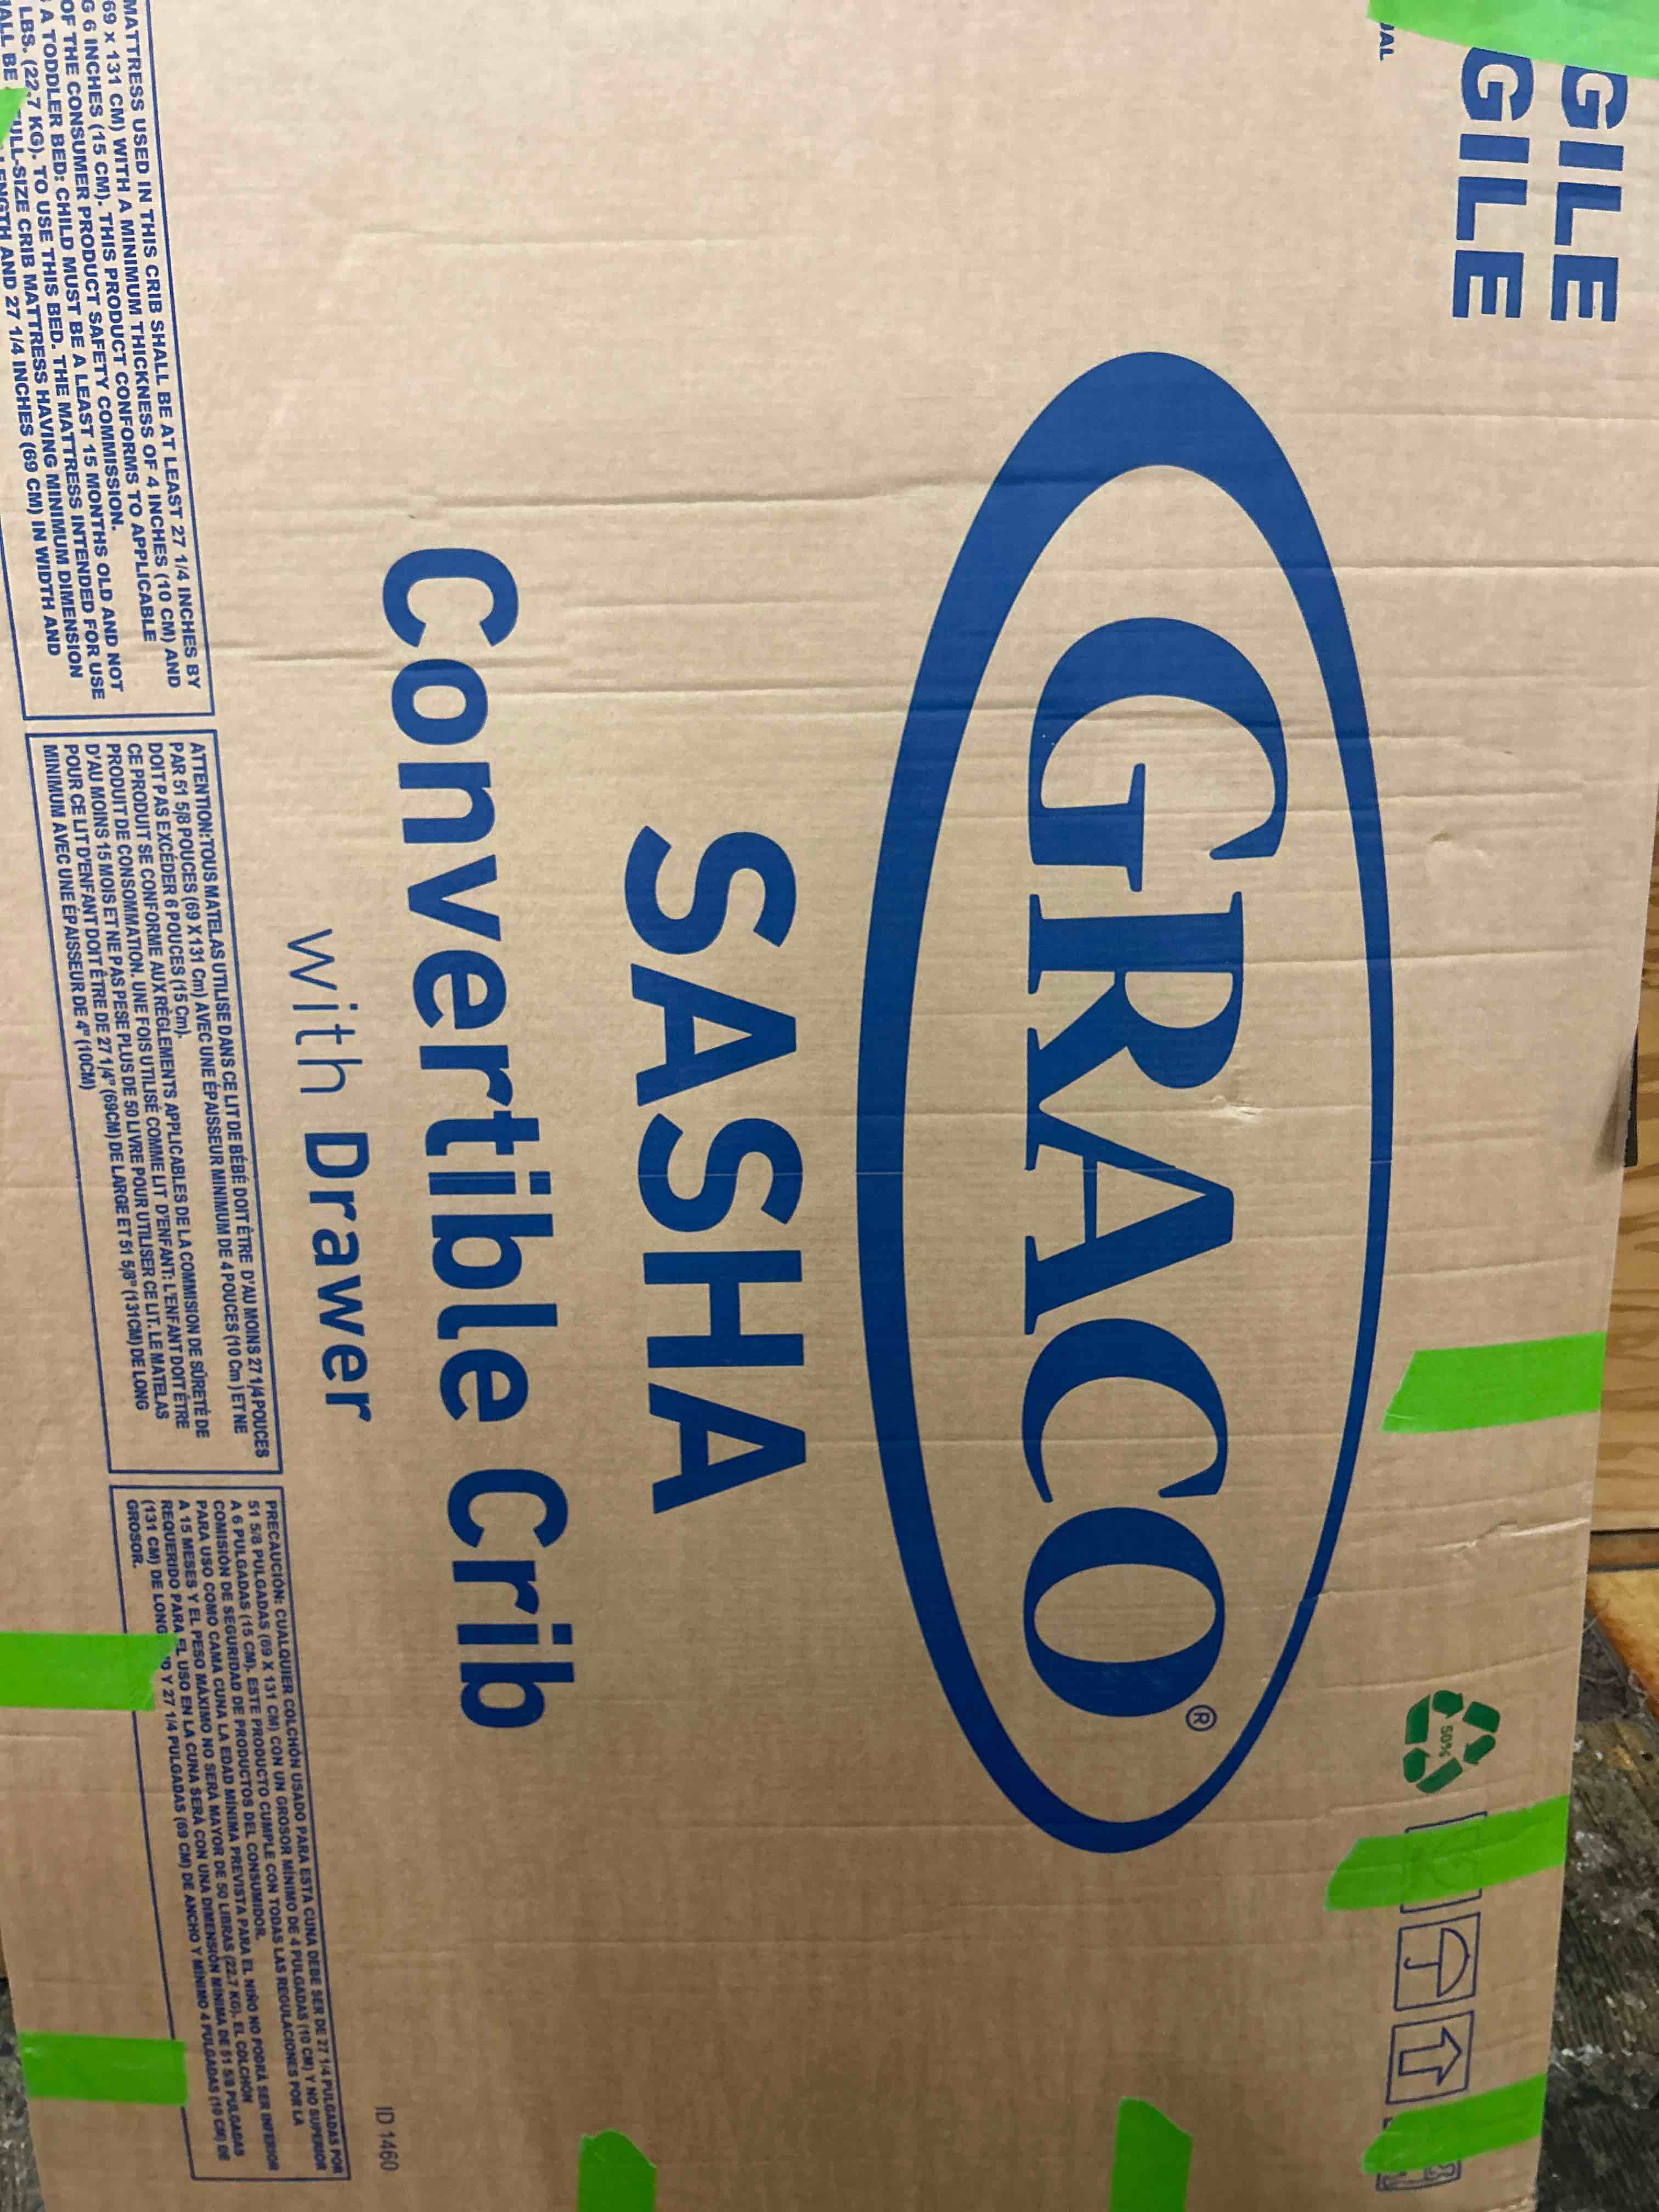 GILE
GILE
JAL
GRACO®
50%
SASHA
Convertible Crib
with Drawer
ID 1460
MATTRESS USED IN THIS CRIB SHALL BE AT LEAST 27 1/4 INCHES BY
69 x 131 CM) WITH A MINIMUM THICKNESS OF 4 INCHES (10 CM) AND
G 6 INCHES (15 CM). THIS PRODUCT CONFORMS TO APPLICABLE
OF THE CONSUMER PRODUCT SAFETY COMMISSION.
A TODDLER BED: CHILD MUST BE A LEAST 15 MONTHS OLD AND NOT
LBS. (22.7 KG). TO USE THIS BED. THE MATTRESS INTENDED FOR USE
ALL BE ULL-SIZE CRIB MATTRESS HAVING MINIMUM DIMENSION
LENGTH AND 27 1/4 INCHES (69 CM) IN WIDTH AND
ATTENTION:TOUS MATELAS UTILISE DANS CE LIT DE BÉBÉ DOIT ÊTRE D'AU MOINS 27 1/4 POUCES
PAR 51 5/8 POUCES (69 X 131 Cm) AVEC UNE ÉPAISSEUR MINIMUM DE 4 POUCES (10 Cm ) ET NE
DOIT PAS EXCÉDER 6 POUCES (15 Cm).
CE PRODUIT SE CONFORME AUX RÈGLEMENTS APPLICABLES DE LA COMMISION DE SÛRETÉ DE
PRODUIT DE CONSOMMATION. UNE FOIS UTILISÉ COMME LIT D'ENFANT: L'ENFANT DOIT ÊTRE
D'AU MOINS 15 MOIS ET NE PAS PESE PLUS DE 50 LIVRE POUR UTILISER CE LIT. LE MATELAS
POUR CE LIT D'ENFANT DOIT ÊTRE DE DE 27 1/4" (69CM) DE LARGE ET 51 5/8" (131CM) DE LONG
MINIMUM AVEC UNE ÉPAISSEUR DE 4" (10CM)
PRECAUCIÓN: CUALQUIER COLCHÓN USADO PARA ESTA CUNA DEBE SER DE 27 1/4 PULGADAS POR
51 5/8 PULGADAS (69 X 131 CM) CON UN GROSOR MÍNIMO DE 4 PULGADAS (10 CM) Y NO SUPERIOR
A 6 PULGADAS (15 CM). ESTE PRODUCTO CUMPLE CON TODAS LAS REGULACIONES POR LA
COMISIÓN DE SEGURIDAD DE PRODUCTOS DEL CONSUMIDOR.
PARA USO COMO CAMA CUNA LA EDAD MÍNIMA PREVISTA PARA EL NIÑO NO PODRÁ SER INFERIOR
A 15 MESES Y EL PESO MÁXIMO NO SERÁ MAYOR DE 50 LIBRAS (22.7 KG). EL COLCHÓN
REQUERIDO PARA EL USO EN LA CUNA SERÁ CON UNA DIMENSIÓN MÍNIMA DE 51 5/8 PULGADAS
(131 CM) DE LONG D Y 27 1/4 PULGADAS (69 CM) DE ANCHO Y MÍNIMO 4 PULGADAS (10 CM) DE
GROSOR.